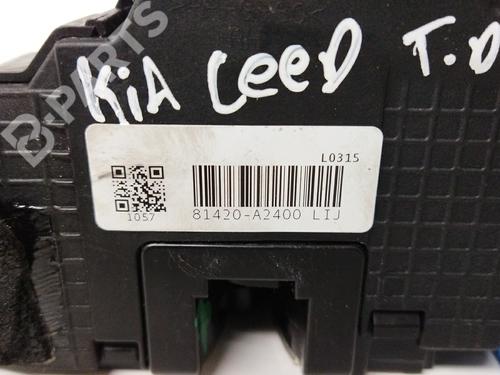 KiA CeeD T.D
L0315
1057
81420-A2400 LIJ
B-PARTS